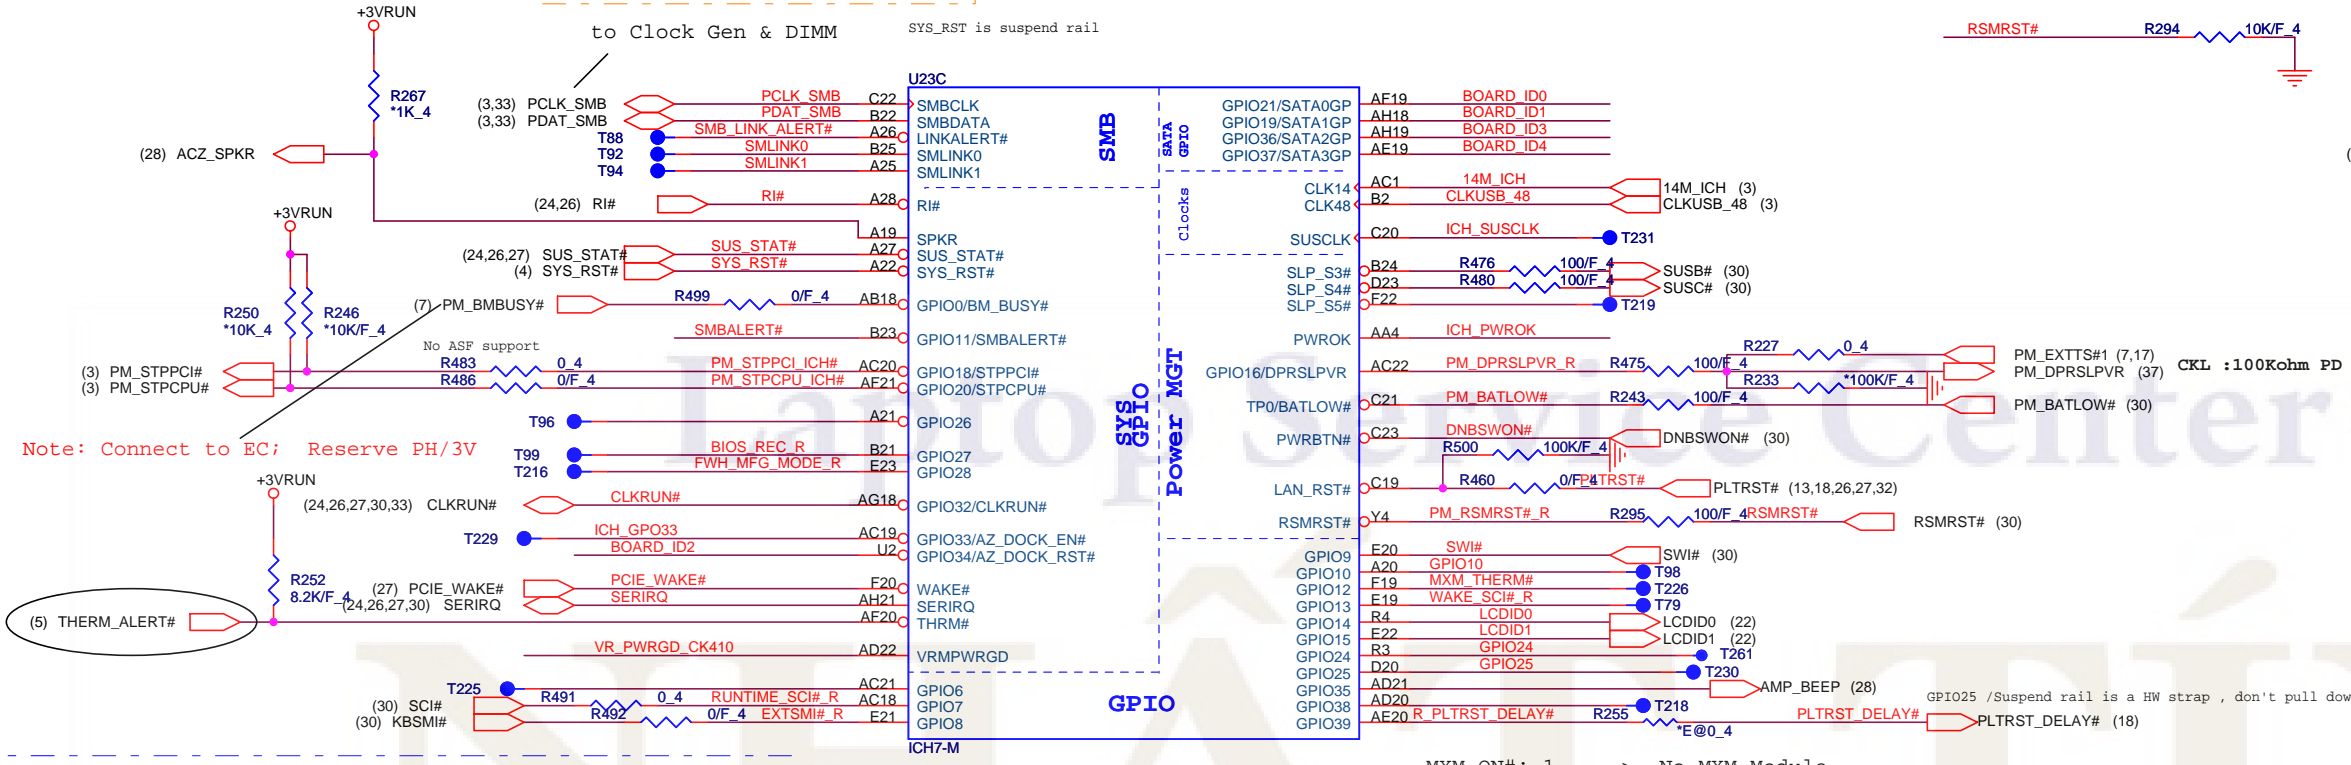 +3VRUN
to Clock Gen & DIMM
SYS_RST is suspend rail
RSMRST# R294 10K/F_4
R267
*1K_4
U23C
(3,33) PCLK_SMB PCLK_SMB C22 SMBCLK
(3,33) PDAT_SMB PDAT_SMB B22 SMBDATA
T88 SMB_LINK_ALERT# A26 LINKALERT#
T92 SMLINK0 B25 SMLINK0
T94 SMLINK1 A25 SMLINK1
SMB
SATA
GPIO
GPIO21/SATA0GP AF19 BOARD_ID0
GPIO19/SATA1GP AH18 BOARD_ID1
GPIO36/SATA2GP AH19 BOARD_ID3
GPIO37/SATA3GP AE19 BOARD_ID4
(28) ACZ_SPKR
(
(24,26) RI# RI# A28 RI#
Clocks
CLK14 AC1 14M_ICH 14M_ICH (3)
CLK48 B2 CLKUSB_48 CLKUSB_48 (3)
+3VRUN
A19 SPKR
SUSCLK C20 ICH_SUSCLK T231
(24,26,27) SUS_STAT# SUS_STAT# A27 SUS_STAT#
(4) SYS_RST# SYS_RST# A22 SYS_RST#
SLP_S3# B24 R476 100/F_4 SUSB# (30)
SLP_S4# D23 R480 100/F_4 SUSC# (30)
SLP_S5# F22 T219
R250
*10K_4
R246
*10K/F_4
(7) PM_BMBUSY# R499 0/F_4 AB18 GPIO0/BM_BUSY#
SMBALERT# B23 GPIO11/SMBALERT#
PWROK AA4 ICH_PWROK
No ASF support
(3) PM_STPPCI# R483 0_4 PM_STPPCI_ICH# AC20 GPIO18/STPPCI#
(3) PM_STPCPU# R486 0/F_4 PM_STPCPU_ICH# AF21 GPIO20/STPCPU#
SYS
GPIO
Power MGT
R227 0_4 PM_EXTTS#1 (7,17)
GPIO16/DPRSLPVR AC22 PM_DPRSLPVR_R R475 100/F_4 PM_DPRSLPVR (37) CKL :100Kohm PD
R233 *100K/F_4
TP0/BATLOW# C21 PM_BATLOW# R243 100/F_4 PM_BATLOW# (30)
T96 A21 GPIO26
Laptop Service Center
PWRBTN# C23 DNBSWON# DNBSWON# (30)
R500 100K/F_4
Note: Connect to EC; Reserve PH/3V
T99 BIOS_REC_R B21 GPIO27
T216 FWH_MFG_MODE_R E23 GPIO28
+3VRUN
LAN_RST# C19 R460 0/F_4 PLTRST# PLTRST# (13,18,26,27,32)
(24,26,27,30,33) CLKRUN# CLKRUN# AG18 GPIO32/CLKRUN#
RSMRST# Y4 PM_RSMRST#_R R295 100/F_4 RSMRST# RSMRST# (30)
T229 ICH_GPO33 AC19 GPIO33/AZ_DOCK_EN#
BOARD_ID2 U2 GPIO34/AZ_DOCK_RST#
GPIO9 E20 SWI# SWI# (30)
GPIO10 A20 GPIO10 T98
GPIO12 F19 MXM_THERM# T226
GPIO13 E19 WAKE_SCI#_R T79
GPIO14 R4 LCDID0 LCDID0 (22)
GPIO15 E22 LCDID1 LCDID1 (22)
GPIO24 R3 GPIO24 T261
GPIO25 D20 GPIO25 T230
GPIO35 AD21 AMP_BEEP (28)
GPIO38 AD20 T218
GPIO39 AE20 R_PLTRST_DELAY# R255 *E@0_4 PLTRST_DELAY# PLTRST_DELAY# (18)
GPIO25 /Suspend rail is a HW strap , don't pull dow
R252
8.2K/F_4
(27) PCIE_WAKE# PCIE_WAKE# F20 WAKE#
(24,26,27,30) SERIRQ SERIRQ AH21 SERIRQ
(5) THERM_ALERT# AF20 THRM#
VR_PWRGD_CK410 AD22 VRMPWRGD
T225 AC21 GPIO6
(30) SCI# R491 0_4 RUNTIME_SCI#_R AC18 GPIO7
(30) KBSMI# R492 0/F_4 EXTSMI#_R E21 GPIO8
GPIO
ICH7-M
NHẤT TÍ
MXM_ON#: 1 > No MXM Module